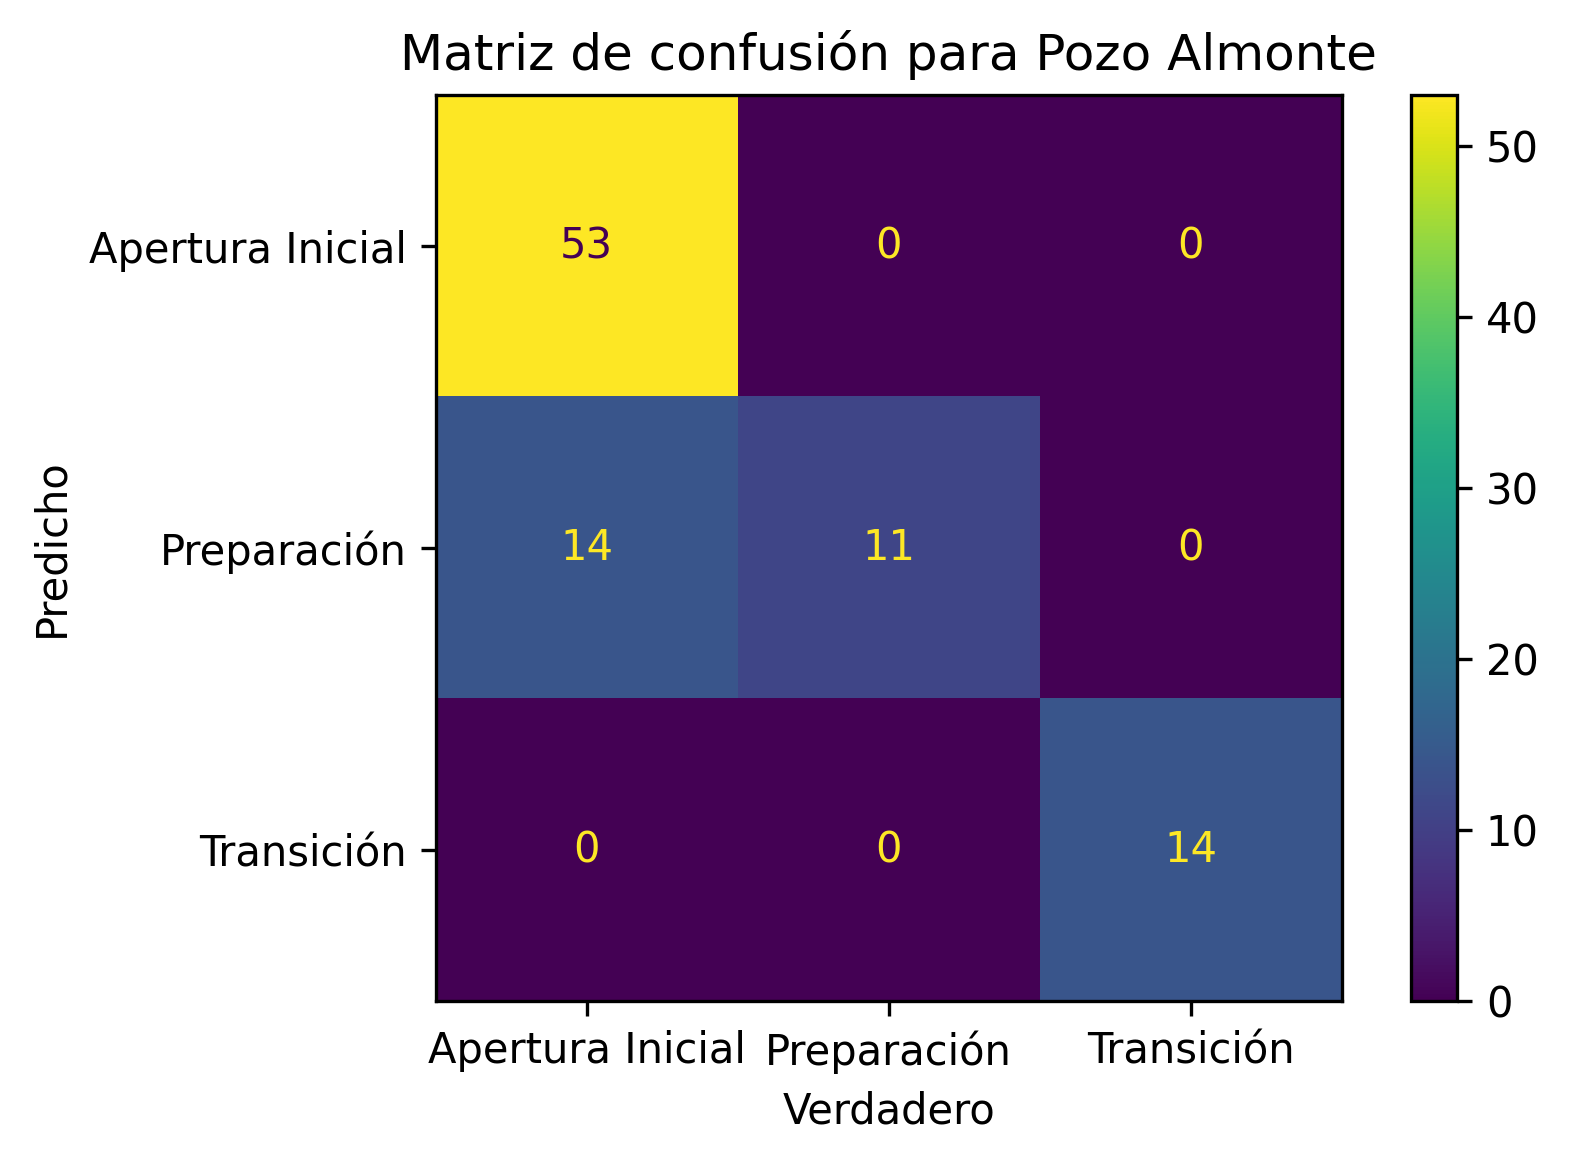 Matriz de confusión para Pozo Almonte
Predicho
Apertura Inicial
53
0
0
Preparación
14
11
0
Transición
0
0
14
Apertura Inicial
Preparación
Transición
Verdadero
50
40
30
20
10
0